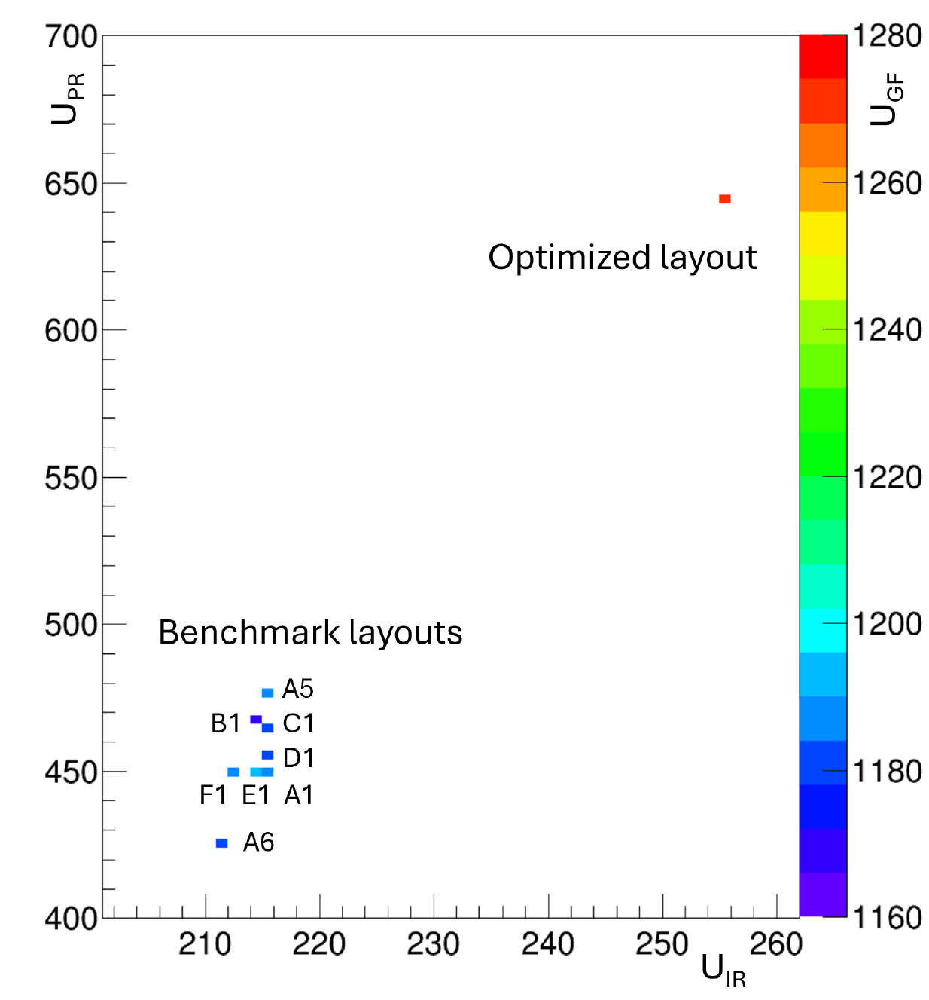 700
650
600
550
500
450
400
U_PR
210
220
230
240
250
260
U_IR
1280
1260
1240
1220
1200
1180
1160
U_GF
Optimized layout
Benchmark layouts
A5
B1 C1
D1
F1 E1 A1
A6